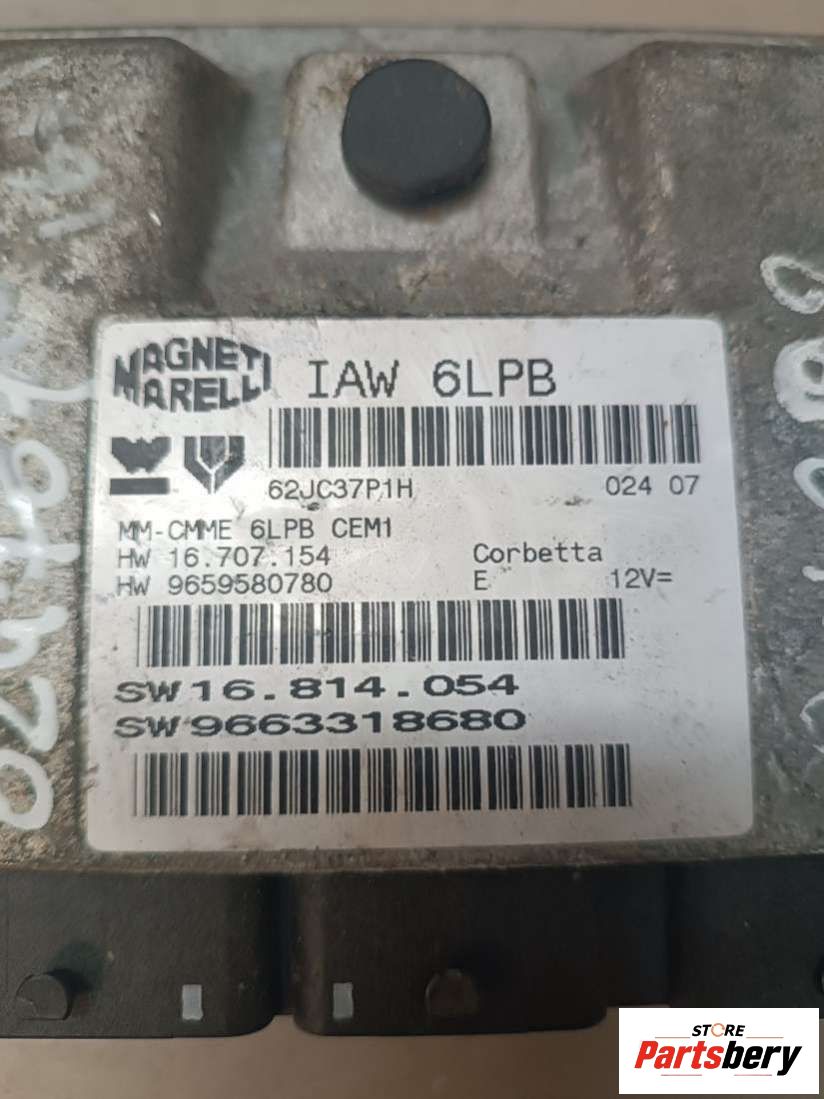 MAGNETI
MARELLI
IAW 6LPB
62JC37P1H 024 07
MM-CMME 6LPB CEM1
HW 16.707.154 Corbetta
HW 9659580780 E 12V=
SW16.814.054
SW9663318680
STORE
Partsbery